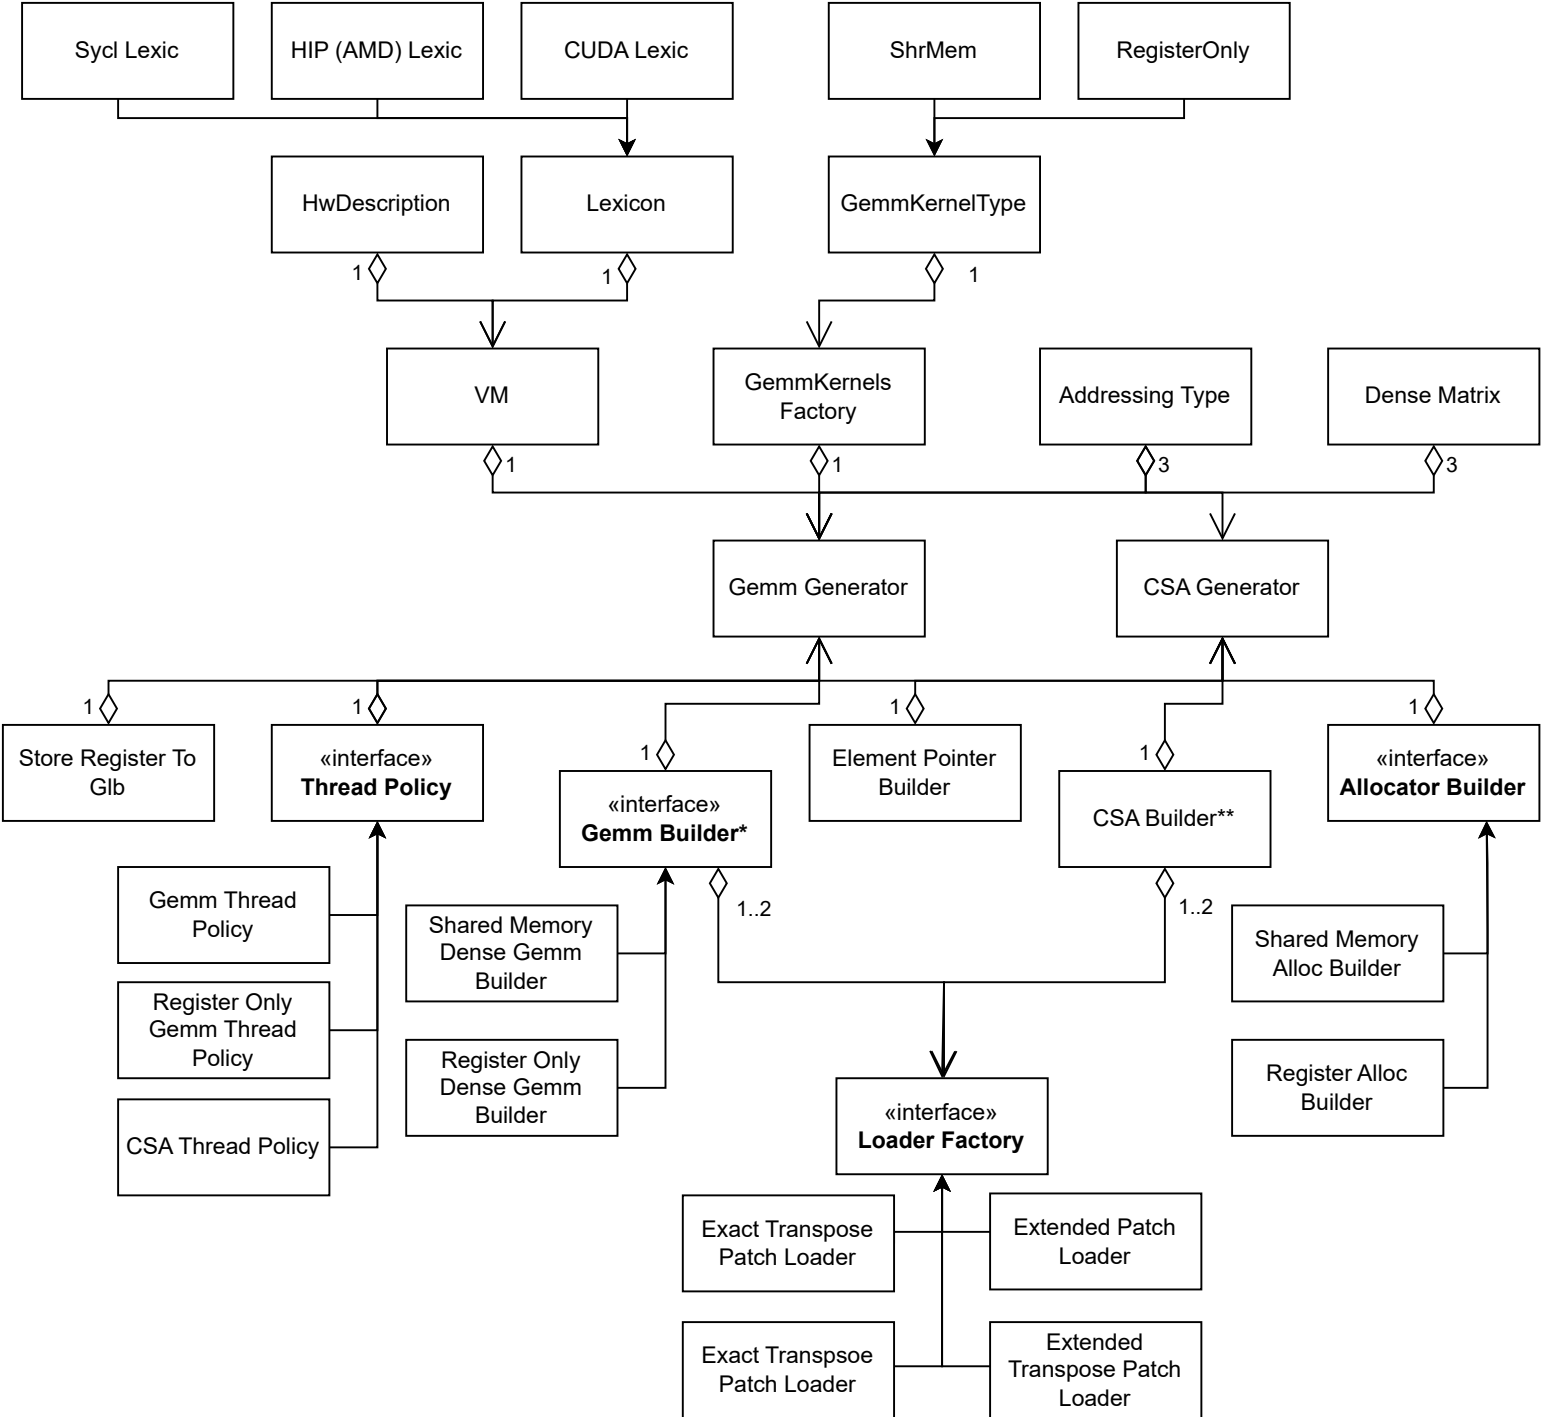 Sycl Lexic
HIP (AMD) Lexic
CUDA Lexic
ShrMem
RegisterOnly
HwDescription
Lexicon
GemmKernelType
1
1
1
VM
GemmKernels
Factory
Addressing Type
Dense Matrix
1
1
3
3
Gemm Generator
CSA Generator
1
1
1
1
1
1
Store Register To
Glb
«interface»
Thread Policy
«interface»
Gemm Builder*
Element Pointer
Builder
CSA Builder**
«interface»
Allocator Builder
1..2
1..2
Gemm Thread
Policy
Shared Memory
Dense Gemm
Builder
Shared Memory
Alloc Builder
Register Only
Gemm Thread
Policy
Register Only
Dense Gemm
Builder
Register Alloc
Builder
CSA Thread Policy
«interface»
Loader Factory
Exact Transpose
Patch Loader
Extended Patch
Loader
Exact Transpsoe
Patch Loader
Extended
Transpose Patch
Loader